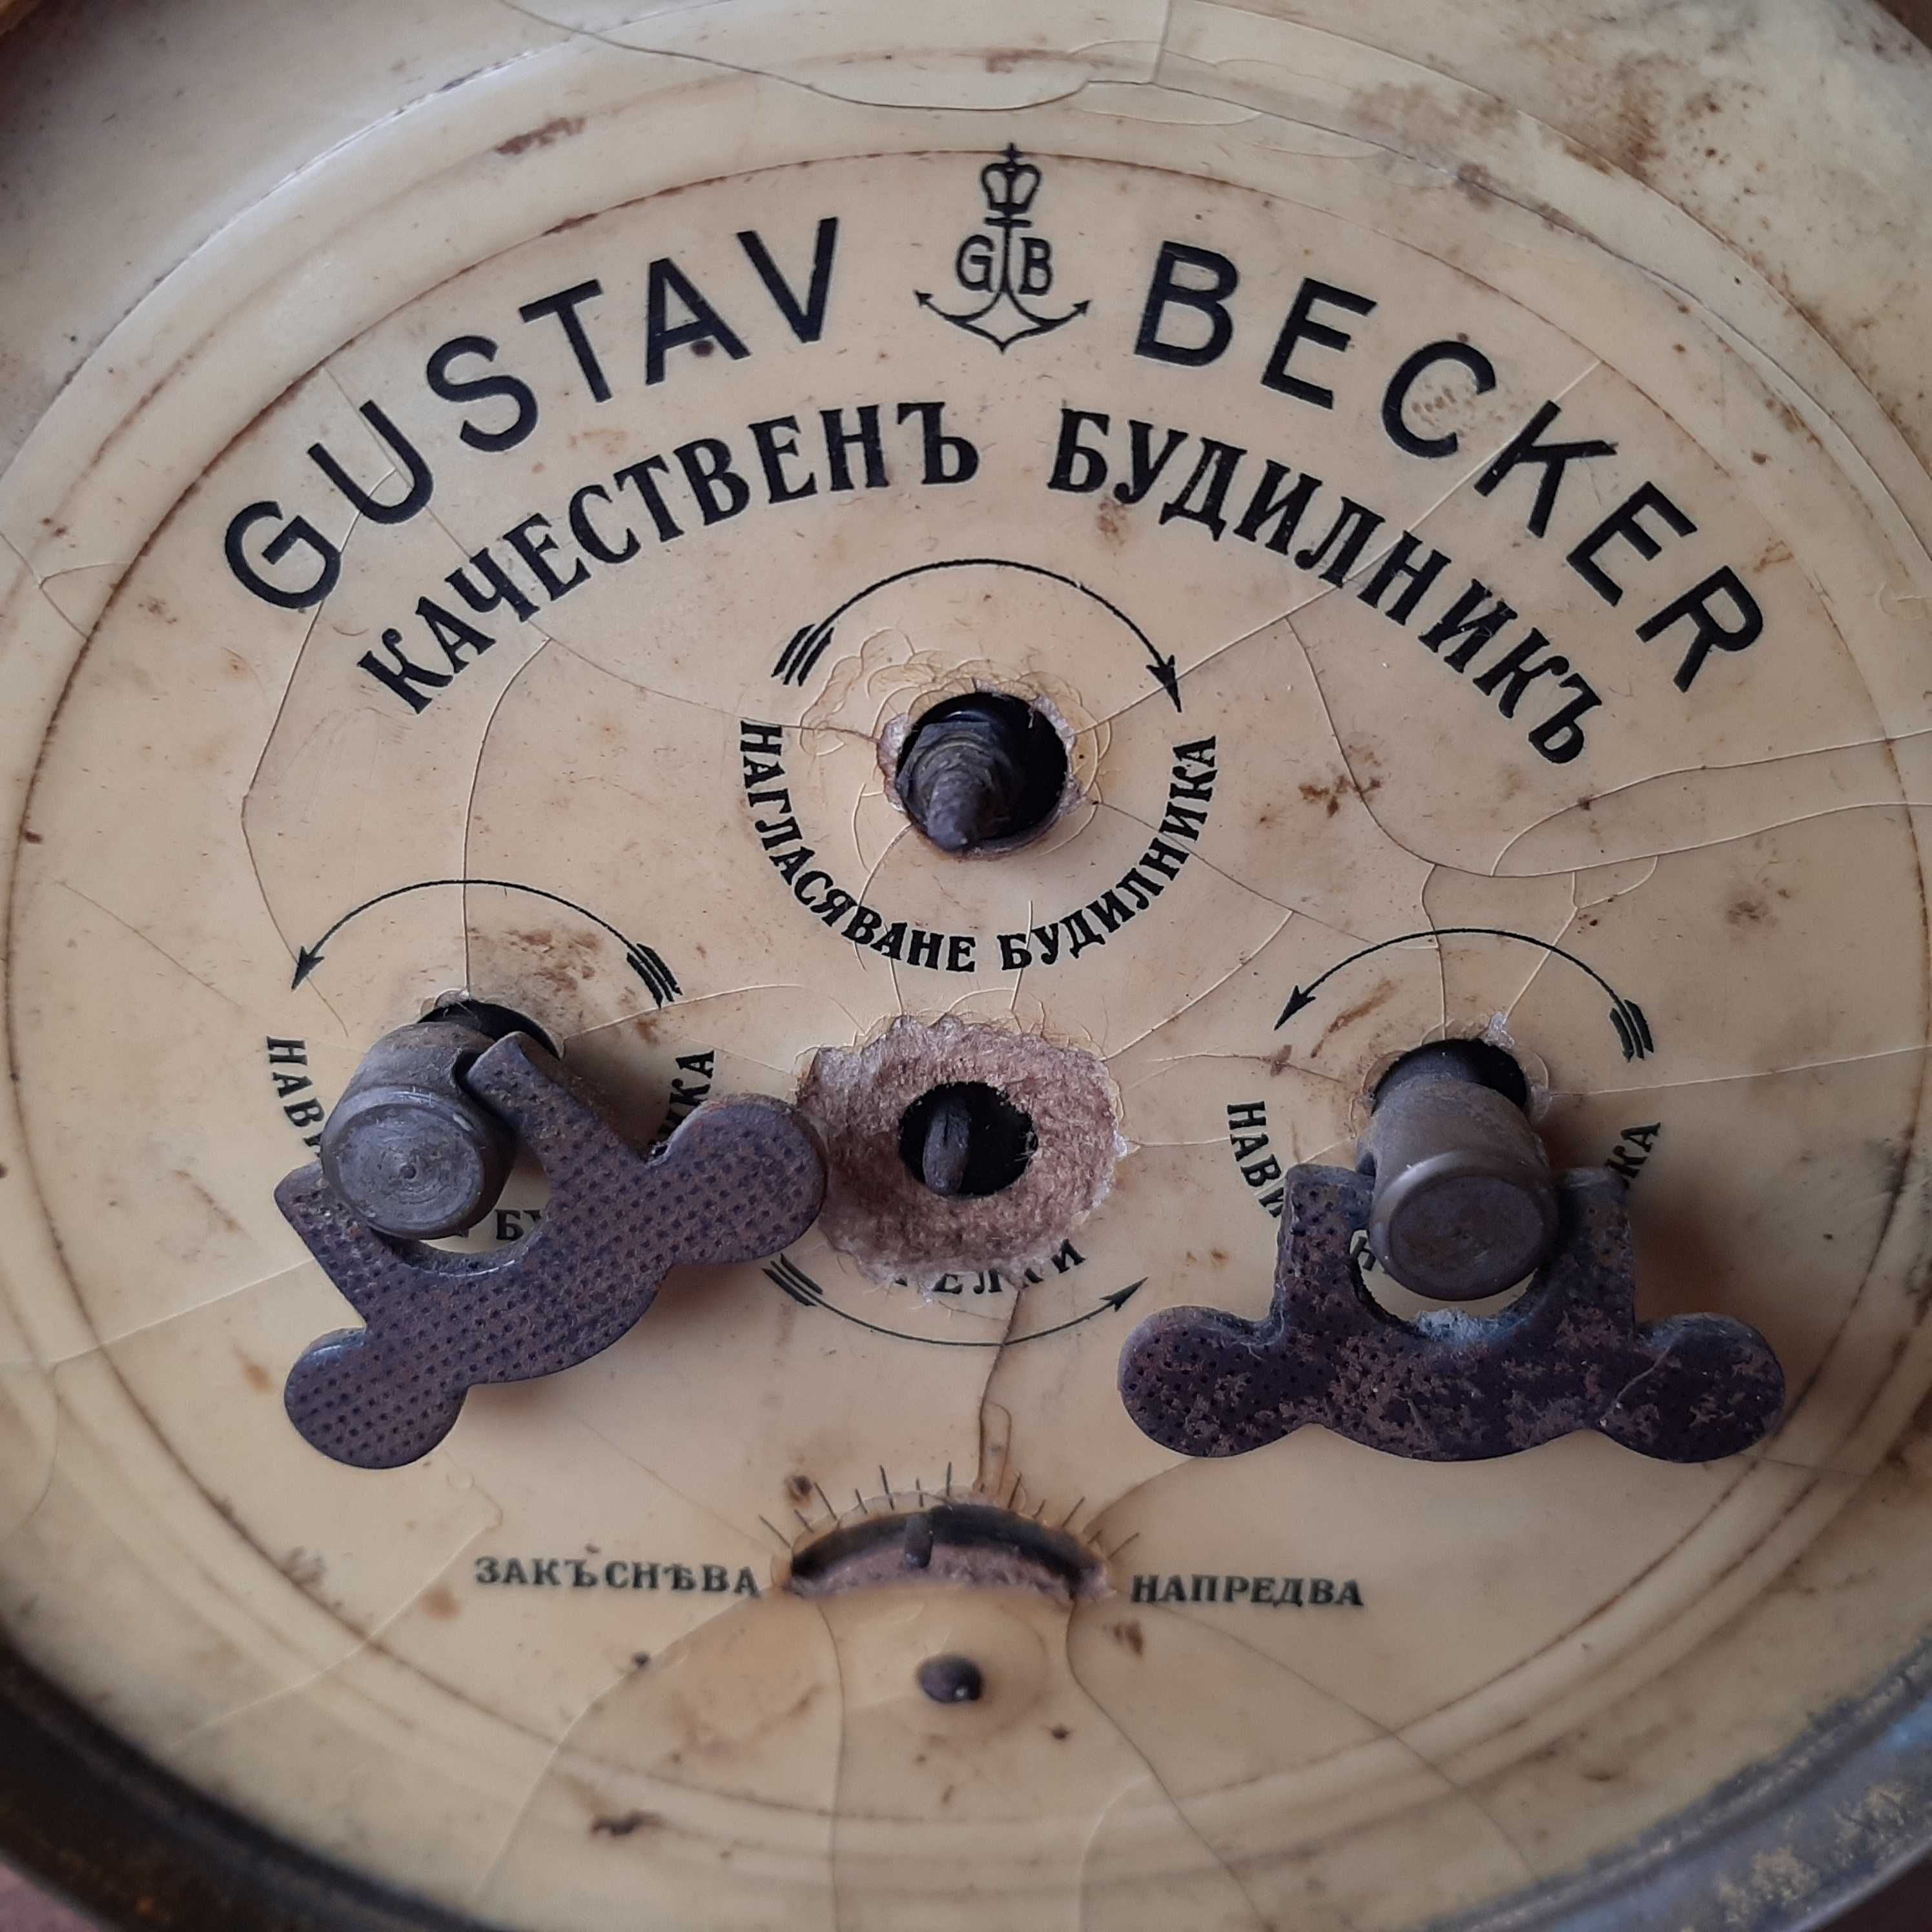 GUSTAV GB BECKER
КАЧЕСТВЕНЪ БУДИЛНИКЪ
НАГЛАСЯВАНЕ БУДИЛНИКА
ЗАКЪСНѢВА
НАПРЕДВА